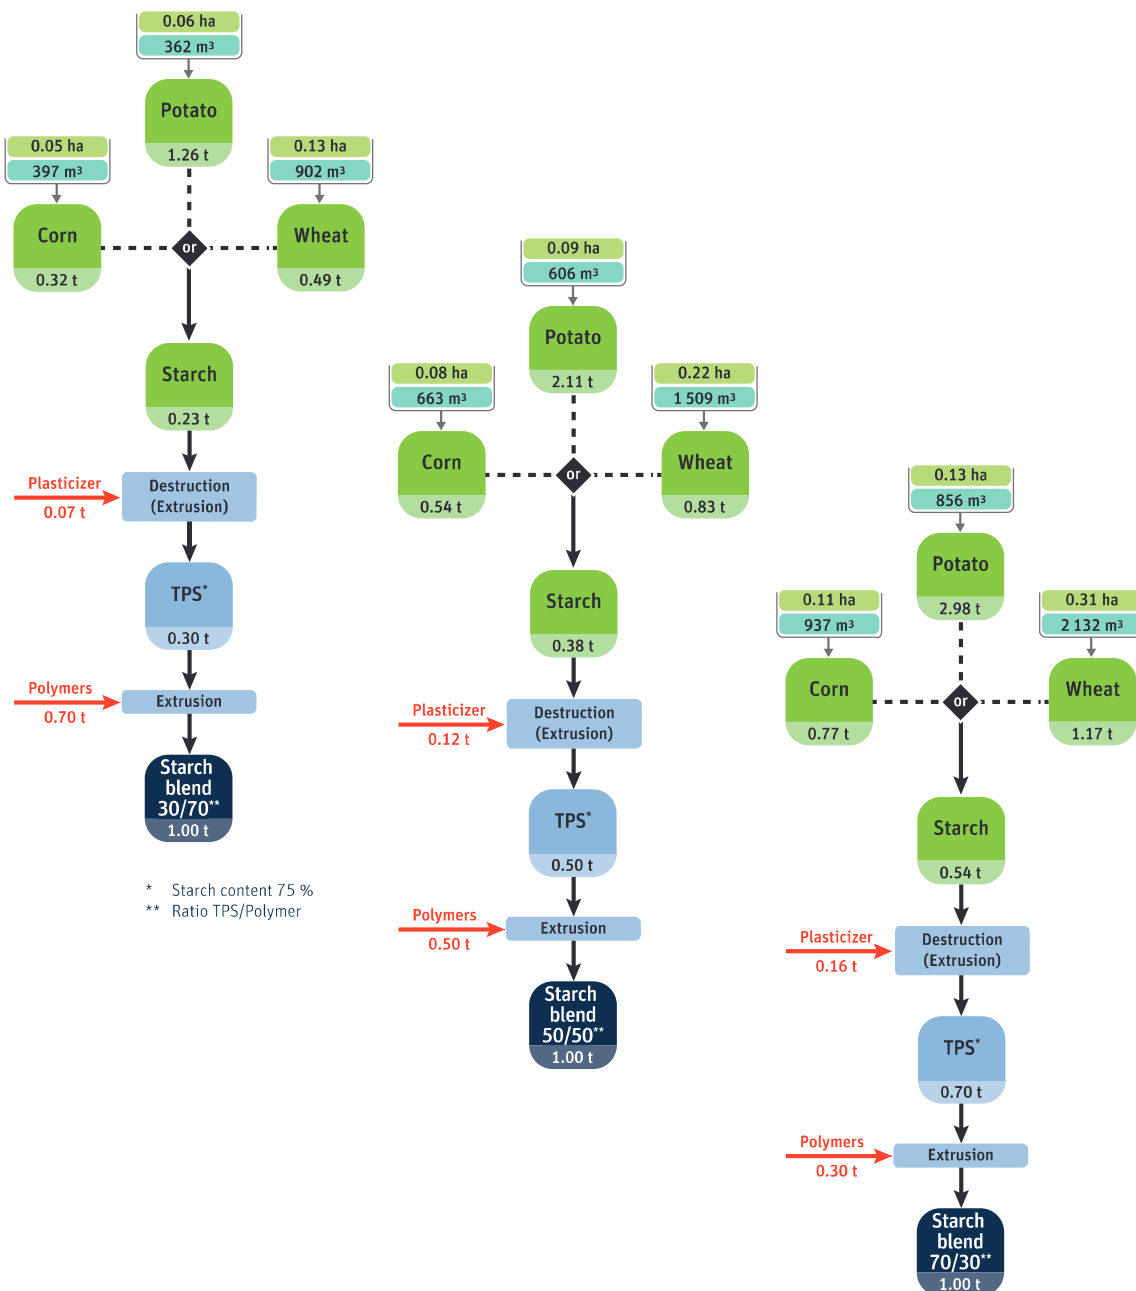 0.06 ha
362 m³
Potato
1.26 t
0.05 ha
397 m³
Corn
0.32 t
0.13 ha
902 m³
Wheat
0.49 t
or
Starch
0.23 t
Plasticizer
0.07 t
Destruction
(Extrusion)
TPS*
0.30 t
Polymers
0.70 t
Extrusion
Starch
blend
30/70**
1.00 t
* Starch content 75 %
** Ratio TPS/Polymer
0.09 ha
606 m³
Potato
2.11 t
0.08 ha
663 m³
Corn
0.54 t
0.22 ha
1 509 m³
Wheat
0.83 t
or
Starch
0.38 t
Plasticizer
0.12 t
Destruction
(Extrusion)
TPS*
0.50 t
Polymers
0.50 t
Extrusion
Starch
blend
50/50**
1.00 t
0.13 ha
856 m³
Potato
2.98 t
0.11 ha
937 m³
Corn
0.77 t
0.31 ha
2 132 m³
Wheat
1.17 t
or
Starch
0.54 t
Plasticizer
0.16 t
Destruction
(Extrusion)
TPS*
0.70 t
Polymers
0.30 t
Extrusion
Starch
blend
70/30**
1.00 t